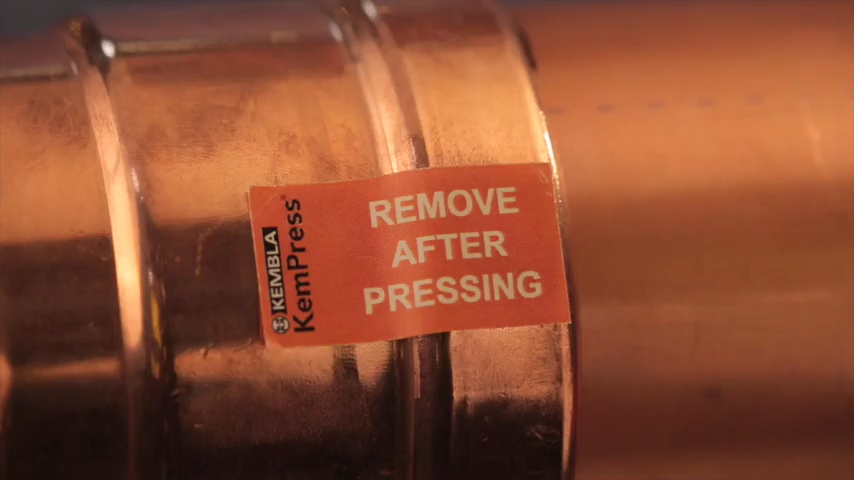 KEMBLA
KemPress®
REMOVE
AFTER
PRESSING